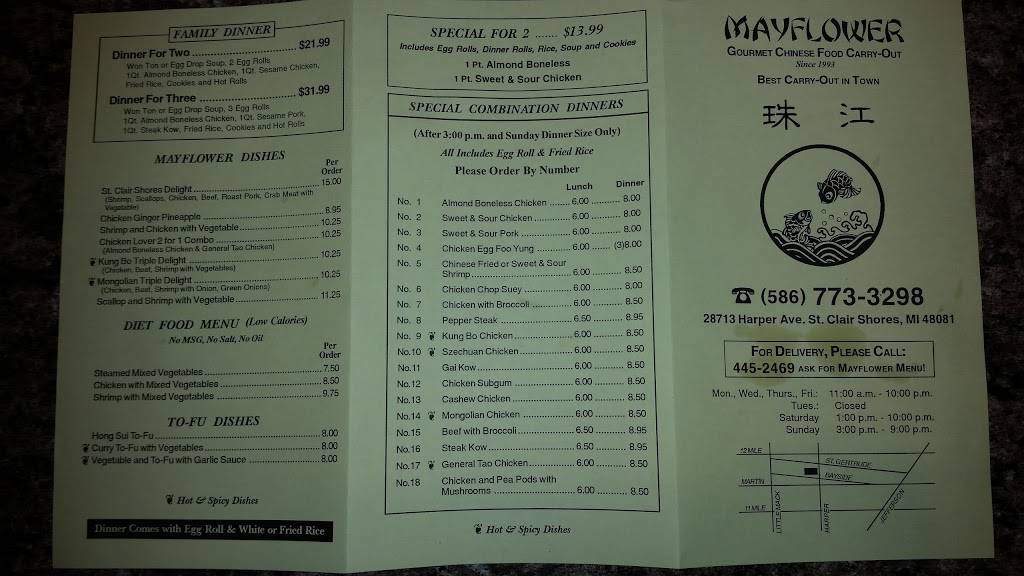 FAMILY DINNER
Dinner For Two ........ $21.99
Won Ton or Egg Drop Soup, 2 Egg Rolls
1Qt. Almond Boneless Chicken, 1Qt. Sesame Chicken,
Fried Rice, Cookies and Hot Rolls
Dinner For Three ........ $31.99
Won Ton or Egg Drop Soup, 3 Egg Rolls
1Qt. Almond Boneless Chicken, 1Qt. Sesame Pork,
1Qt. Steak Kow, Fried Rice, Cookies and Hot Rolls
MAYFLOWER DISHES
Per
Order
St. Clair Shores Delight ........ 15.00
(Shrimp, Scallops, Chicken, Beef, Roast Pork, Crab Meat with
Vegetable)
Chicken Ginger Pineapple ........ 8.95
Shrimp and Chicken with Vegetable ........ 10.25
Chicken Lover 2 for 1 Combo ........ 10.25
(Almond Boneless Chicken & General Tao Chicken)
Kung Bo Triple Delight ........ 10.25
(Chicken, Beef, Shrimp with Vegetables)
Mongolian Triple Delight ........ 10.25
(Chicken, Beef, Shrimp with Onion, Green Onions)
Scallop and Shrimp with Vegetable ........ 11.25
DIET FOOD MENU (Low Calories)
No MSG, No Salt, No Oil
Per
Order
Steamed Mixed Vegetables ........ 7.50
Chicken with Mixed Vegetables ........ 8.50
Shrimp with Mixed Vegetables ........ 9.75
TO-FU DISHES
Hong Sui To-Fu ........ 8.00
Curry To-Fu with Vegetables ........ 8.00
Vegetable and To-Fu with Garlic Sauce ........ 8.00
Hot & Spicy Dishes
Dinner Comes with Egg Roll & White or Fried Rice
SPECIAL FOR 2 ...... $13.99
Includes Egg Rolls, Dinner Rolls, Rice, Soup and Cookies
1 Pt. Almond Boneless
1 Pt. Sweet & Sour Chicken
SPECIAL COMBINATION DINNERS
(After 3:00 p.m. and Sunday Dinner Size Only)
All Includes Egg Roll & Fried Rice
Please Order By Number
Lunch Dinner
No. 1 Almond Boneless Chicken ...... 6.00 ........ 8.00
No. 2 Sweet & Sour Chicken ........ 6.00 ........ 8.00
No. 3 Sweet & Sour Pork ........ 6.00 ........ 8.00
No. 4 Chicken Egg Foo Yung ........ 6.00 ...... (3)8.00
No. 5 Chinese Fried or Sweet & Sour
Shrimp ........ 6.00 ........ 8.50
No. 6 Chicken Chop Suey ........ 6.00 ........ 8.00
No. 7 Chicken with Broccoli ........ 6.00 ........ 8.50
No. 8 Pepper Steak ........ 6.50 ........ 8.95
No. 9 Kung Bo Chicken ........ 6.00 ........ 8.50
No.10 Szechuan Chicken ........ 6.00 ........ 8.50
No.11 Gai Kow ........ 6.00 ........ 8.50
No.12 Chicken Subgum ........ 6.00 ........ 8.50
No.13 Cashew Chicken ........ 6.00 ........ 8.50
No.14 Mongolian Chicken ........ 6.00 ........ 8.50
No.15 Beef with Broccoli ........ 6.50 ........ 8.95
No.16 Steak Kow ........ 6.50 ........ 8.95
No.17 General Tao Chicken ........ 6.00 ........ 8.50
No.18 Chicken and Pea Pods with
Mushrooms ........ 6.00 ........ 8.50
Hot & Spicy Dishes
MAYFLOWER
GOURMET CHINESE FOOD CARRY-OUT
Since 1993
BEST CARRY-OUT IN TOWN
珠 江
☎ (586) 773-3298
28713 Harper Ave. St. Clair Shores, MI 48081
FOR DELIVERY, PLEASE CALL:
445-2469 ASK FOR MAYFLOWER MENU!
Mon., Wed., Thurs., Fri.: 11:00 a.m. - 10:00 p.m.
Tues.: Closed
Saturday 1:00 p.m. - 10:00 p.m.
Sunday 3:00 p.m. - 9:00 p.m.
12 MILE
ST. GERTRUDE
BAYSIDE
MARTIN
11 MILE
LITTLE MACK
HARPER
JEFFERSON